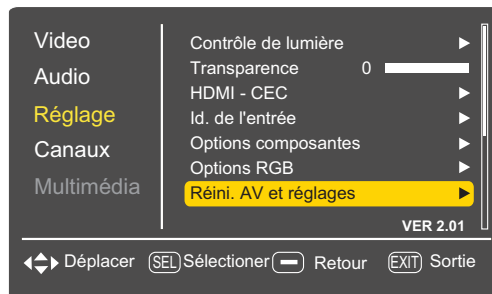 Video
Audio
Réglage
Canaux
Multimédia
Contrôle de lumière
Transparence 0
HDMI - CEC
Id. de l'entrée
Options composantes
Options RGB
Réini. AV et réglages
VER 2.01
Déplacer SEL Sélectioner Retour EXIT Sortie